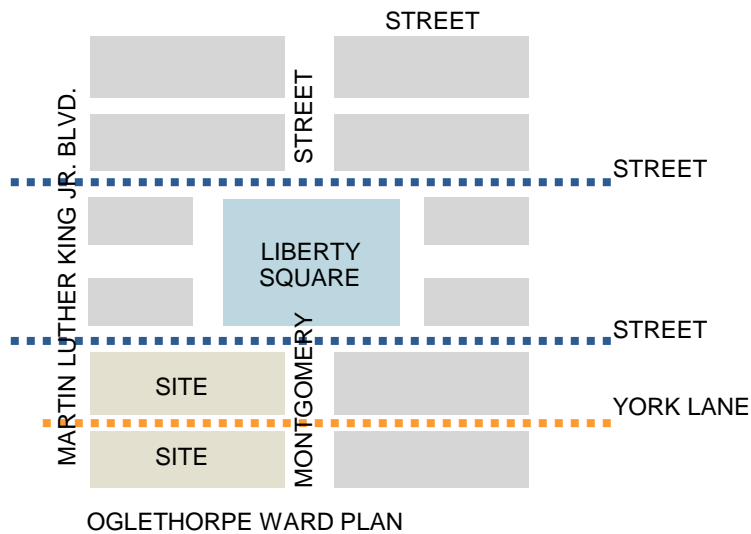 STREET
STREET
MARTIN LUTHER KING JR. BLVD.
STREET
LIBERTY
SQUARE
STREET
MONTGOMERY
SITE
YORK LANE
SITE
OGLETHORPE WARD PLAN